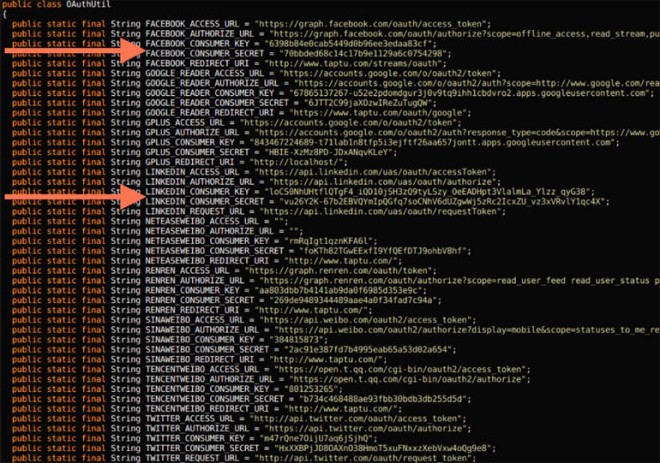 public class OAuthUtil
{
public static final String FACEBOOK_ACCESS_URL = "https://graph.facebook.com/oauth/access_token";
public static final String FACEBOOK_AUTHORIZE_URL = "https://graph.facebook.com/oauth/authorize?scope=offline_access,read_stream,pu
public static final String FACEBOOK_CONSUMER_KEY = "6398b84e0cab5449d0b96ee3edaa83cf";
public static final String FACEBOOK_CONSUMER_SECRET = "70bbded68c14c17b9e1129a6c0754298";
public static final String FACEBOOK_REDIRECT_URI = "http://www.taptu.com/streams/oauth";
public static final String GOOGLE_READER_ACCESS_URL = "https://accounts.google.com/o/oauth2/token";
public static final String GOOGLE_READER_AUTHORIZE_URL = "https://accounts.google.com/o/oauth2/auth?scope=http://www.google.com/rea
public static final String GOOGLE_READER_CONSUMER_KEY =
public static final String GOOGLE_READER_CONSUMER_SECRET = "6JTT2C99jaXOzwIReZuTugQW";
public static final String GOOGLE_READER_REDIRECT_URI = "https://www.taptu.com/oauth/google";
public static final String GPLUS_ACCESS_URL = "https://accounts.google.com/o/oauth2/token";
public static final String GPLUS_AUTHORIZE_URL = "https://accounts.google.com/o/oauth2/auth?response_type=code&scope=https://www.goo
public static final String GPLUS_CONSUMER_KEY =
public static final String GPLUS_CONSUMER_SECRET = "HBIE-XzMz8PD-JDxANqvKLeY";
public static final String GPLUS_REDIRECT_URI = "http://localhost/";
public static final String LINKEDIN_ACCESS_URL = "https://api.linkedin.com/uas/oauth/accessToken";
public static final String LINKEDIN_AUTHORIZE_URL = "https://api.linkedin.com/uas/oauth/authorize";
public static final String LINKEDIN_CONSUMER_KEY =
public static final String LINKEDIN_CONSUMER_SECRET =
public static final String LINKEDIN_REQUEST_URL = "https://api.linkedin.com/uas/oauth/requestToken";
public static final String NETEASEWEIBO_ACCESS_URL = "";
public static final String NETEASEWEIBO_AUTHORIZE_URL = "";
public static final String NETEASEWEIBO_CONSUMER_KEY = "rmRqIgt1qznKFA6l";
public static final String NETEASEWEIBO_CONSUMER_SECRET =
public static final String NETEASEWEIBO_REDIRECT_URI = "http://www.taptu.com/";
public static final String RENREN_ACCESS_URL = "https://graph.renren.com/oauth/token";
public static final String RENREN_AUTHORIZE_URL = "https://graph.renren.com/oauth/authorize?scope=read_user_feed read_user_status p
public static final String RENREN_CONSUMER_KEY = "aa803dbb7b4141ab9da0f6985d353e9c";
public static final String RENREN_CONSUMER_SECRET = "269de9489344489aae4a0f34fad7c94a";
public static final String RENREN_REDIRECT_URI = "http://www.taptu.com/";
public static final String SINAWEIBO_ACCESS_URL = "https://api.weibo.com/oauth2/access_token";
public static final String SINAWEIBO_AUTHORIZE_URL = "https://api.weibo.com/oauth2/authorize?display=mobile&scope=statuses_to_me_re
public static final String SINAWEIBO_CONSUMER_KEY = "384815873";
public static final String SINAWEIBO_CONSUMER_SECRET = "2ac91e387fd7b4995eab65a53d02a654";
public static final String SINAWEIBO_REDIRECT_URI = "http://www.taptu.com";
public static final String TENCENTWEIBO_ACCESS_URL = "https://open.t.qq.com/cgi-bin/oauth2/access_token";
public static final String TENCENTWEIBO_AUTHORIZE_URL = "https://open.t.qq.com/cgi-bin/oauth2/authorize";
public static final String TENCENTWEIBO_CONSUMER_KEY = "801253265";
public static final String TENCENTWEIBO_CONSUMER_SECRET = "b734c468488ae93fbb30bdb3db255d5d";
public static final String TENCENTWEIBO_REDIRECT_URI = "http://www.taptu.com/";
public static final String TWITTER_ACCESS_URL = "http://api.twitter.com/oauth/access_token";
public static final String TWITTER_AUTHORIZE_URL = "https://api.twitter.com/oauth/authorize";
public static final String TWITTER_CONSUMER_KEY = "m47rQne7OijU7aq6jSjhQ";
public static final String TWITTER_CONSUMER_SECRET =
public static final String TWITTER_REQUEST_URL = "http://api.twitter.com/oauth/request_token";